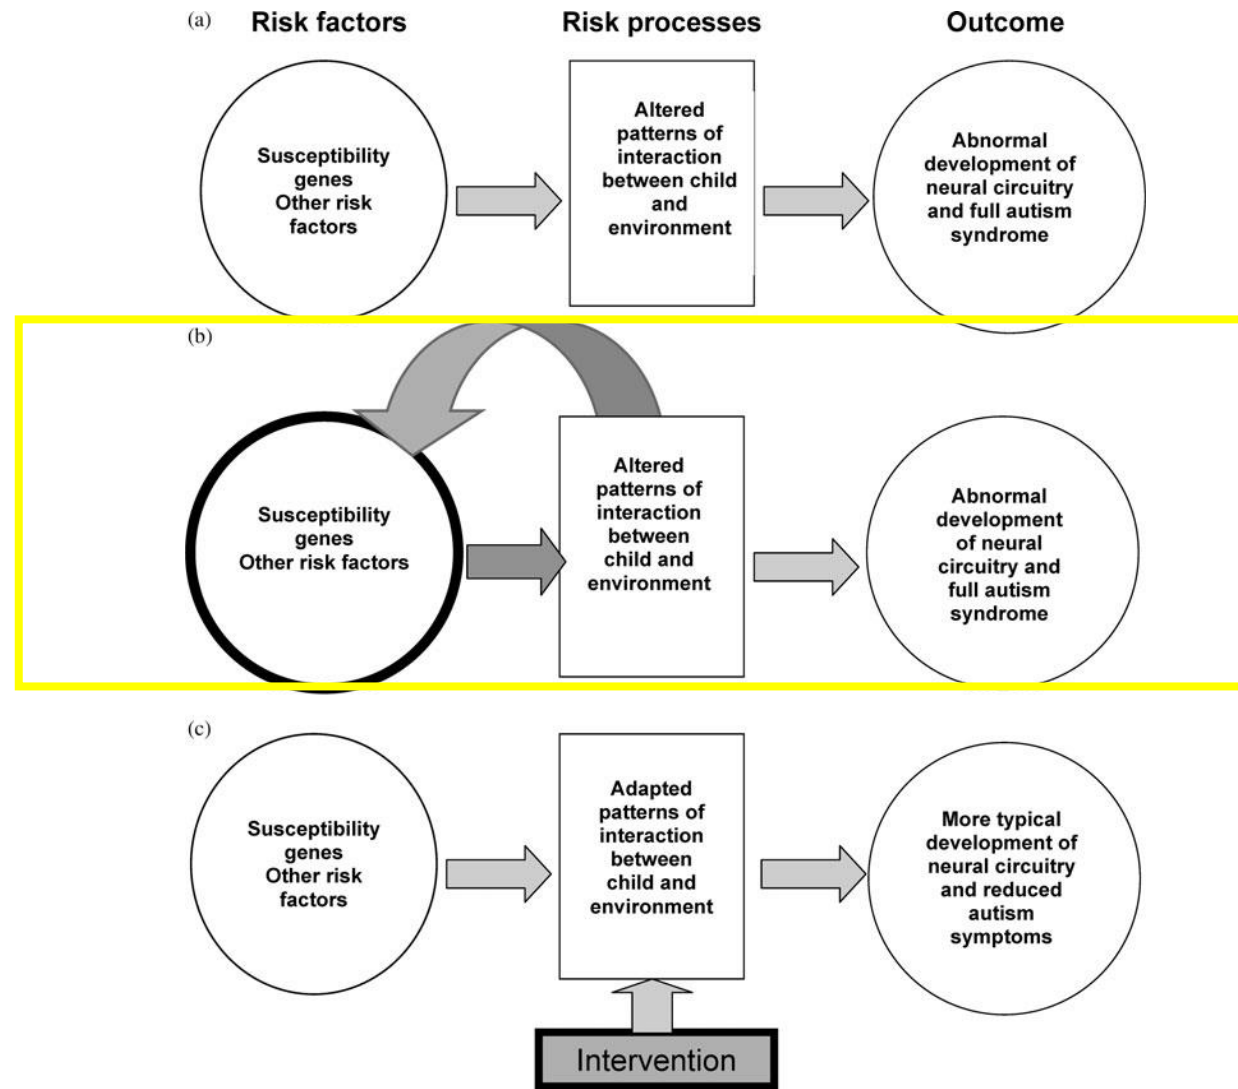 (a)
Risk factors
Risk processes
Outcome
Susceptibility
genes
Other risk
factors
Altered
patterns of
interaction
between child
and
environment
Abnormal
development of
neural circuitry
and full autism
syndrome
(b)
Susceptibility
genes
Other risk factors
Altered
patterns of
interaction
between
child and
environment
Abnormal
development
of neural
circuitry and
full autism
syndrome
(c)
Susceptibility
genes
Other risk
factors
Adapted
patterns of
interaction
between
child and
environment
More typical
development of
neural circuitry
and reduced
autism
symptoms
Intervention